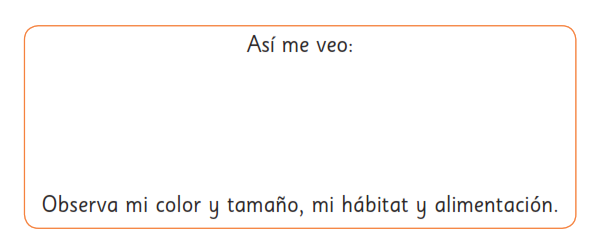 Así me veo:
Observa mi color y tamaño, mi hábitat y alimentación.